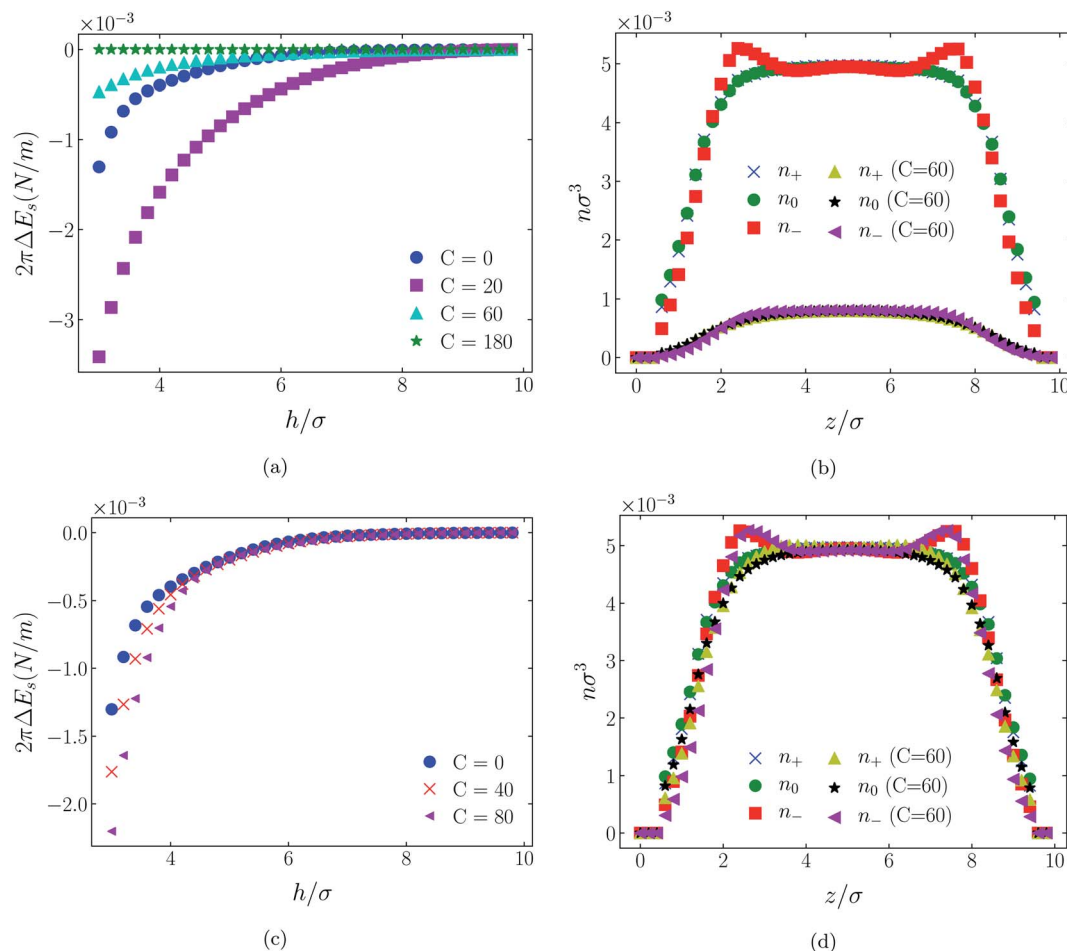 ×10⁻³
0
−1
−2
−3
2πΔE_s(N/m)
C = 0
C = 20
C = 60
C = 180
4
6
8
10
h/σ
(a)
×10⁻³
5
4
3
2
1
0
nσ³
n₊
n₊ (C=60)
n₀
n₀ (C=60)
n₋
n₋ (C=60)
0
2
4
6
8
10
z/σ
(b)
×10⁻³
0.0
−0.5
−1.0
−1.5
−2.0
2πΔE_s(N/m)
C = 0
C = 40
C = 80
4
6
8
10
h/σ
(c)
×10⁻³
5
4
3
2
1
0
nσ³
n₊
n₊ (C=60)
n₀
n₀ (C=60)
n₋
n₋ (C=60)
0
2
4
6
8
10
z/σ
(d)